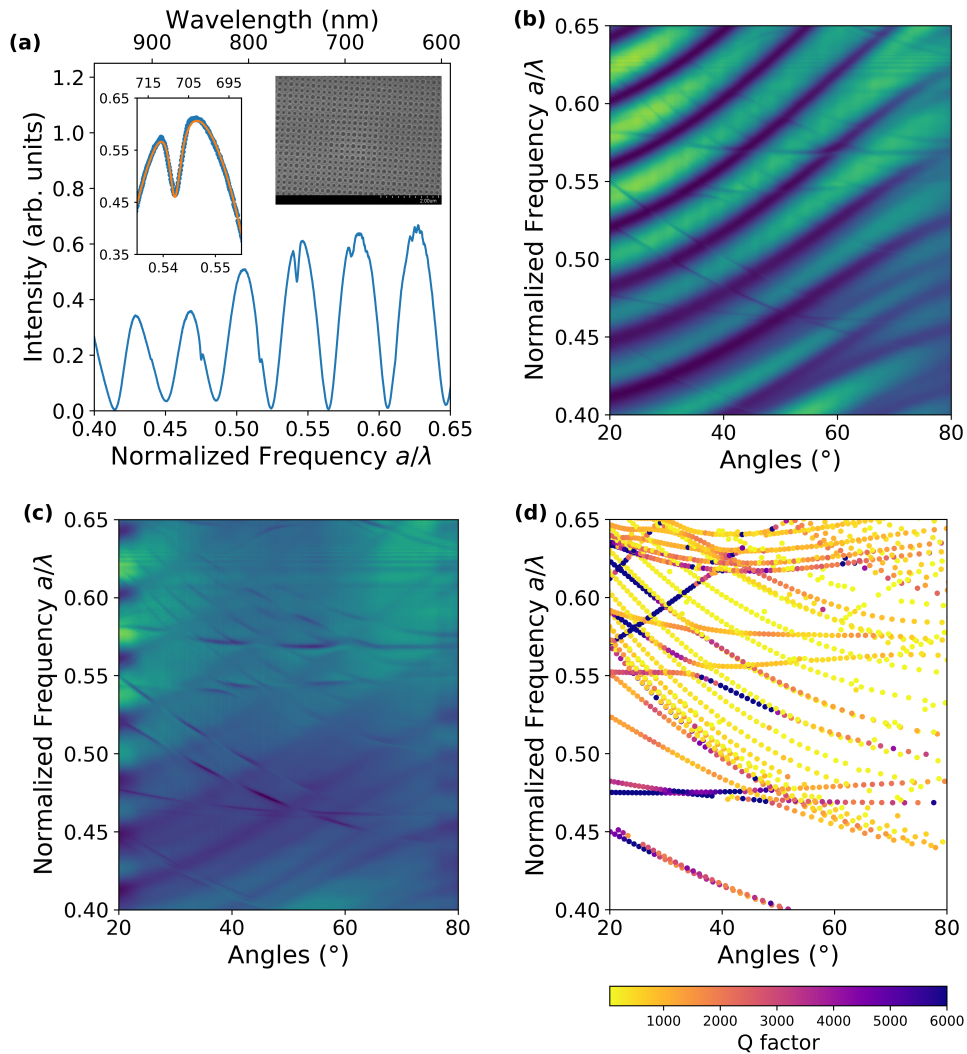 (a)
Wavelength (nm)
900 800 700 600
Intensity (arb. units)
1.2
1.0
0.8
0.6
0.4
0.2
0.0
0.40 0.45 0.50 0.55 0.60 0.65
Normalized Frequency a/λ
715 705 695
0.65
0.55
0.45
0.35
0.54 0.55
2.00um
(b)
Normalized Frequency a/λ
0.65
0.60
0.55
0.50
0.45
0.40
20 40 60 80
Angles (°)
(c)
Normalized Frequency a/λ
0.65
0.60
0.55
0.50
0.45
0.40
20 40 60 80
Angles (°)
(d)
Normalized Frequency a/λ
0.65
0.60
0.55
0.50
0.45
0.40
20 40 60 80
Angles (°)
1000 2000 3000 4000 5000 6000
Q factor